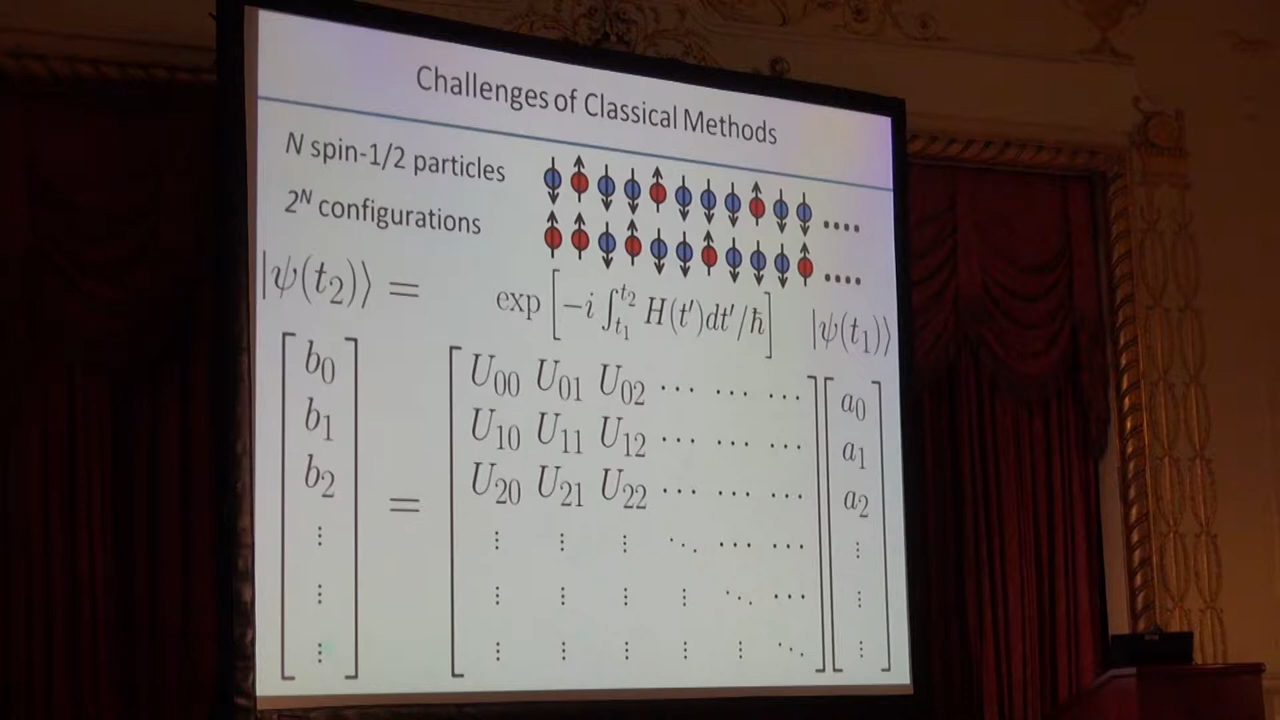 Challenges of Classical Methods
N spin-1/2 particles
2^N configurations
....
....
|ψ(t₂)⟩ = exp[−i ∫_{t₁}^{t₂} H(t′)dt′/ħ] |ψ(t₁)⟩
b₀ U₀₀ U₀₁ U₀₂ ⋯ ⋯ ⋯ a₀
b₁ U₁₀ U₁₁ U₁₂ ⋯ ⋯ ⋯ a₁
b₂ = U₂₀ U₂₁ U₂₂ ⋯ ⋯ ⋯ a₂
⋮ ⋮ ⋮ ⋮ ⋱ ⋯ ⋯ ⋮
⋮ ⋮ ⋮ ⋮ ⋮ ⋱ ⋯ ⋮
⋮ ⋮ ⋮ ⋮ ⋮ ⋮ ⋱ ⋮